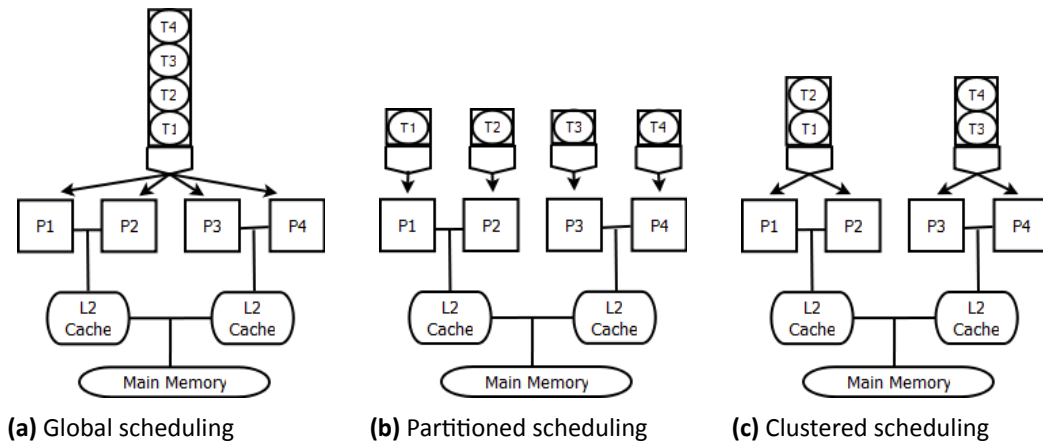 T4
T3
T2
T1
P1 P2 P3 P4
L2
Cache
L2
Cache
Main Memory
(a) Global scheduling
T1 T2 T3 T4
P1 P2 P3 P4
L2
Cache
L2
Cache
Main Memory
(b) Partitioned scheduling
T2
T1
T4
T3
P1 P2 P3 P4
L2
Cache
L2
Cache
Main Memory
(c) Clustered scheduling